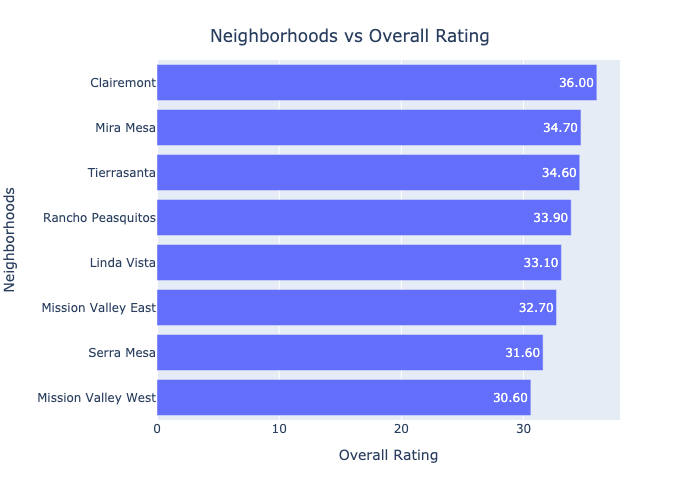 Neighborhoods vs Overall Rating
Neighborhoods
Clairemont 36.00
Mira Mesa 34.70
Tierrasanta 34.60
Rancho Peasquitos 33.90
Linda Vista 33.10
Mission Valley East 32.70
Serra Mesa 31.60
Mission Valley West 30.60
0 10 20 30
Overall Rating